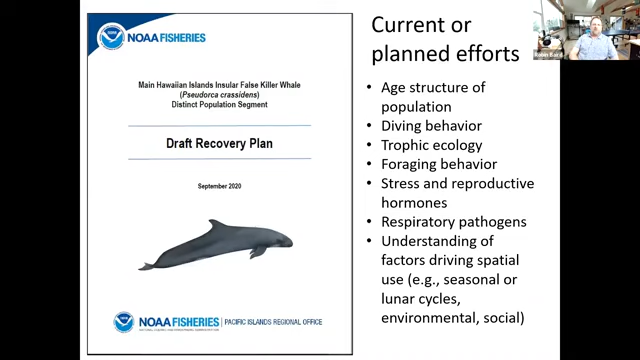 NOAA FISHERIES
Main Hawaiian Islands Insular False Killer Whale
(Pseudorca crassidens)
Distinct Population Segment
Draft Recovery Plan
September 2020
NOAA FISHERIES | PACIFIC ISLANDS REGIONAL OFFICE
Current or
planned efforts
• Age structure of
population
• Diving behavior
• Trophic ecology
• Foraging behavior
• Stress and reproductive
hormones
• Respiratory pathogens
• Understanding of
factors driving spatial
use (e.g., seasonal or
lunar cycles,
environmental, social)
Robin Baird